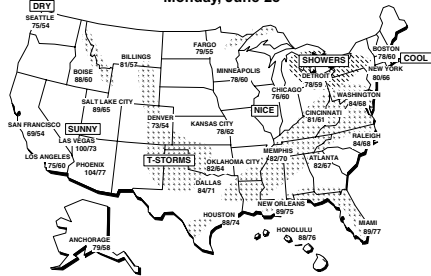 Monday, June
DRY
SEATTLE
75/54
BILLINGS
81/57
FARGO
79/55
MINNEAPOLIS
78/60
BOISE
88/60
SHOWERS
BOSTON
78/60
COOL
NEW YORK
80/66
DETROIT
78/59
CHICAGO
76/60
WASHINGTON
84/68
SALT LAKE CITY
89/65
DENVER
73/54
KANSAS CITY
78/62
NICE
CINCINNATI
81/61
SAN FRANCISCO
69/54
SUNNY
LAS VEGAS
100/73
RALEIGH
84/68
LOS ANGELES
75/60
PHOENIX
104/77
T-STORMS
OKLAHOMA CITY
82/64
MEMPHIS
82/70
ATLANTA
82/67
DALLAS
84/71
HOUSTON
88/74
NEW ORLEANS
89/75
MIAMI
89/77
ANCHORAGE
79/58
HONOLULU
88/76